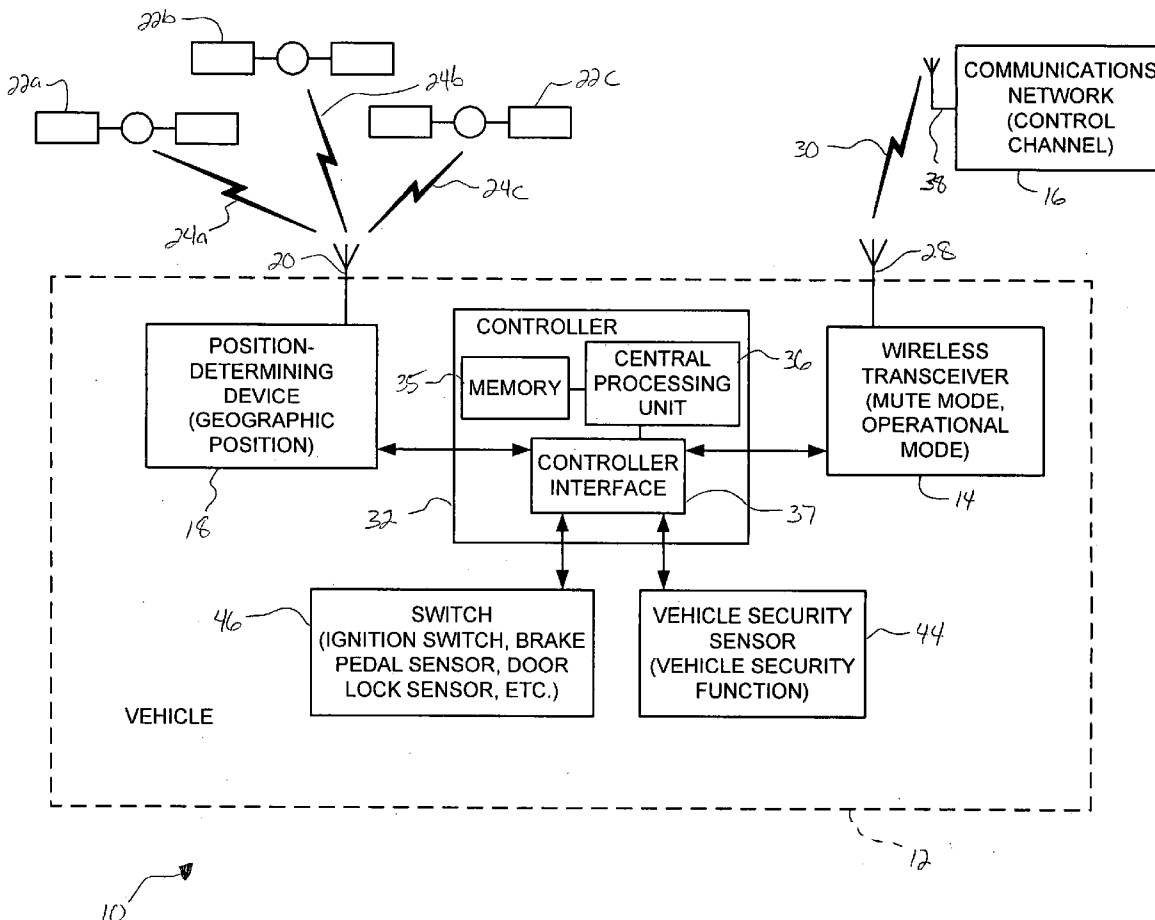 22b
22a
24b
22c
COMMUNICATIONS
NETWORK
(CONTROL
CHANNEL)
30
38
16
24c
24a
20
28
POSITION-
DETERMINING
DEVICE
(GEOGRAPHIC
POSITION)
18
CONTROLLER
35
MEMORY
CENTRAL
PROCESSING
UNIT
36
CONTROLLER
INTERFACE
32
37
WIRELESS
TRANSCEIVER
(MUTE MODE,
OPERATIONAL
MODE)
14
46
SWITCH
(IGNITION SWITCH, BRAKE
PEDAL SENSOR, DOOR
LOCK SENSOR, ETC.)
VEHICLE SECURITY
SENSOR
(VEHICLE SECURITY
FUNCTION)
44
VEHICLE
12
10